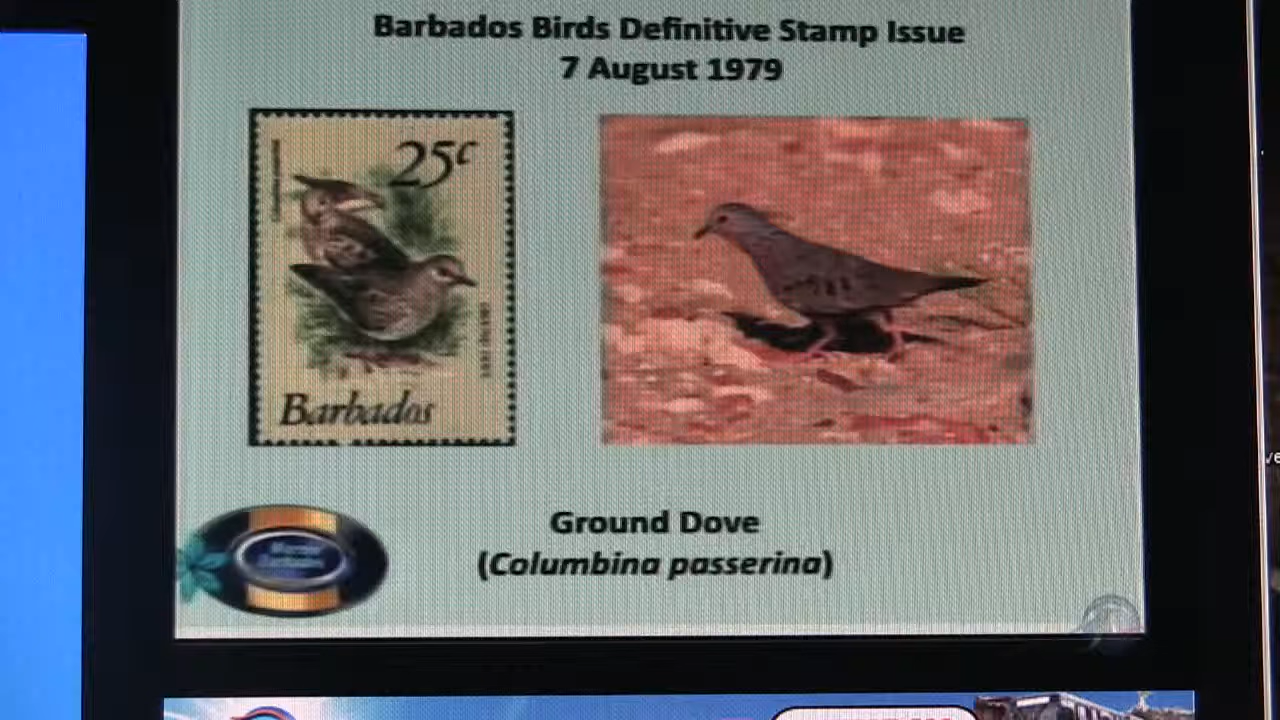 Barbados Birds Definitive Stamp Issue
7 August 1979
25c
Barbados
Ground Dove
(Columbina passerina)